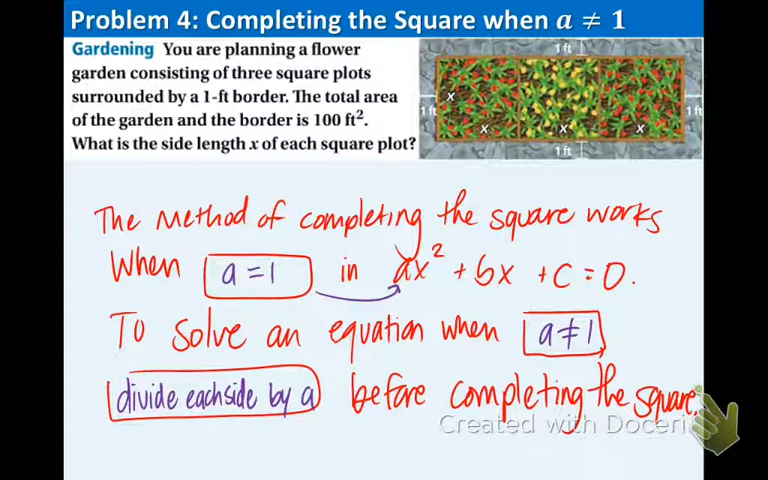 Problem 4: Completing the Square when a ≠ 1
Gardening You are planning a flower
garden consisting of three square plots
surrounded by a 1-ft border. The total area
of the garden and the border is 100 ft².
What is the side length x of each square plot?
1 ft
1 ft
x
x
x
x
1 ft
1 ft
The method of completing the square works
When a = 1 in ax² + bx + c = 0.
To solve an equation when a ≠ 1,
divide each side by a before completing the square.
Created with Doceri